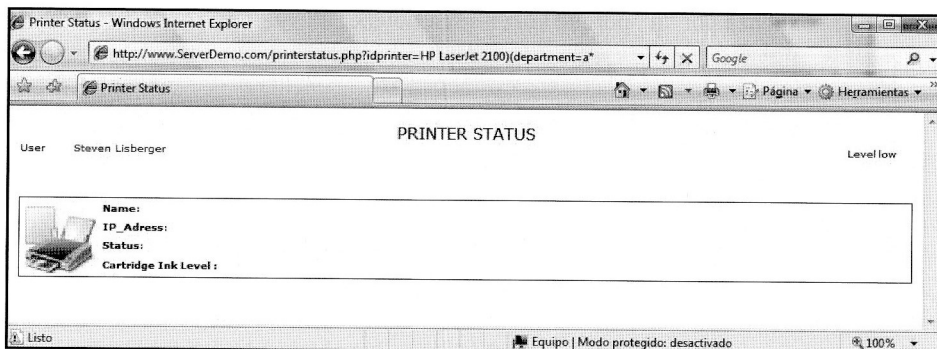 Printer Status - Windows Internet Explorer
http://www.ServerDemo.com/printerstatus.php?idprinter=HP LaserJet 2100)(department=a*
Google
Printer Status
Página
Herramientas
PRINTER STATUS
User Steven Lisberger
Level low
Name:
IP_Adress:
Status:
Cartridge Ink Level :
Listo
Equipo | Modo protegido: desactivado
100%